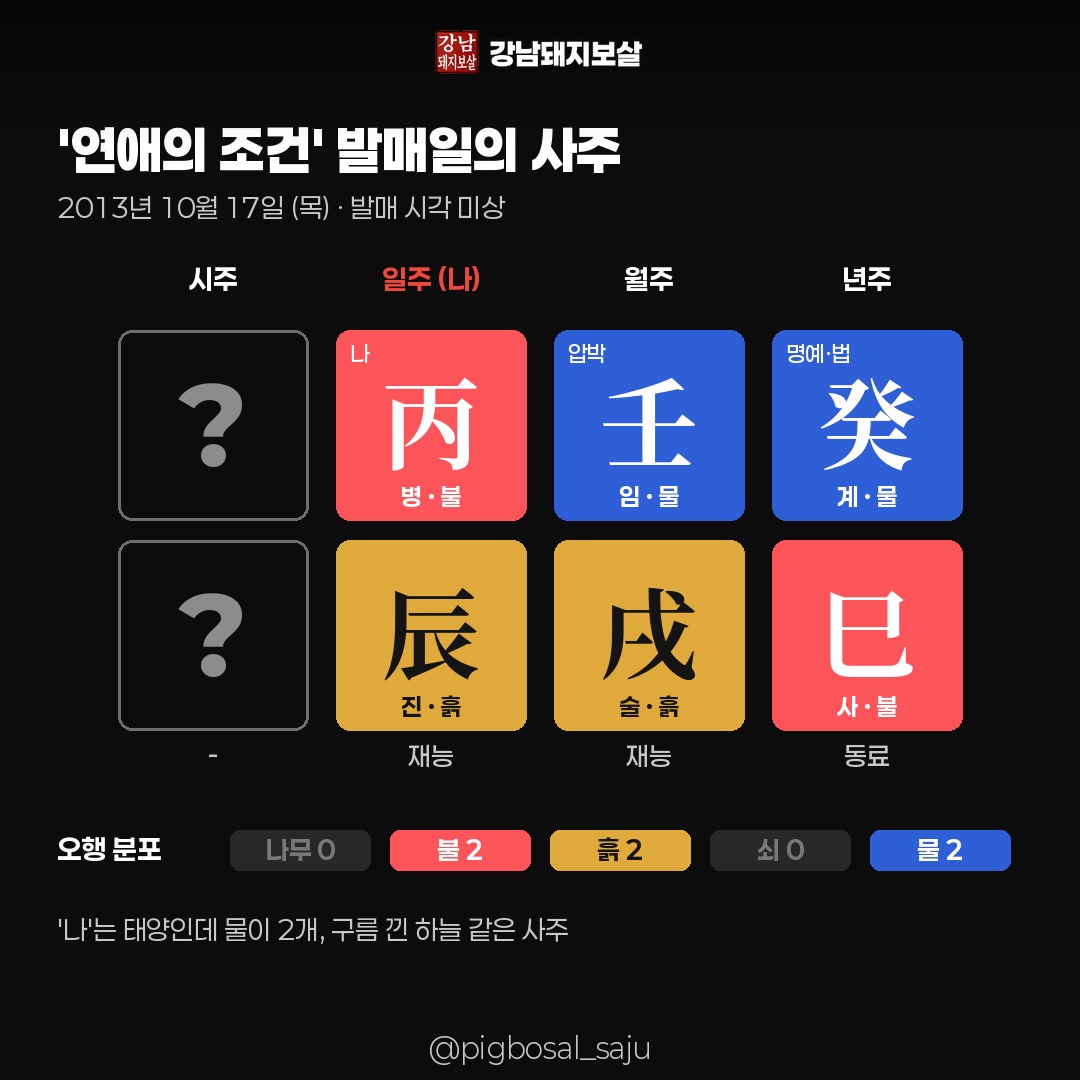 강남
돼지보살
강남돼지보살
'연애의 조건' 발매일의 사주
2013년 10월 17일 (목) · 발매 시각 미상
시주 일주 (나) 월주 년주
? 나 압박 명예·법
丙 壬 癸
병 · 불 임 · 물 계 · 물
? 辰 戌 巳
진 · 흙 술 · 흙 사 · 불
- 재능 재능 동료
오행 분포 나무 0 불 2 흙 2 쇠 0 물 2
'나'는 태양인데 물이 2개, 구름 낀 하늘 같은 사주
@pigbosal_saju